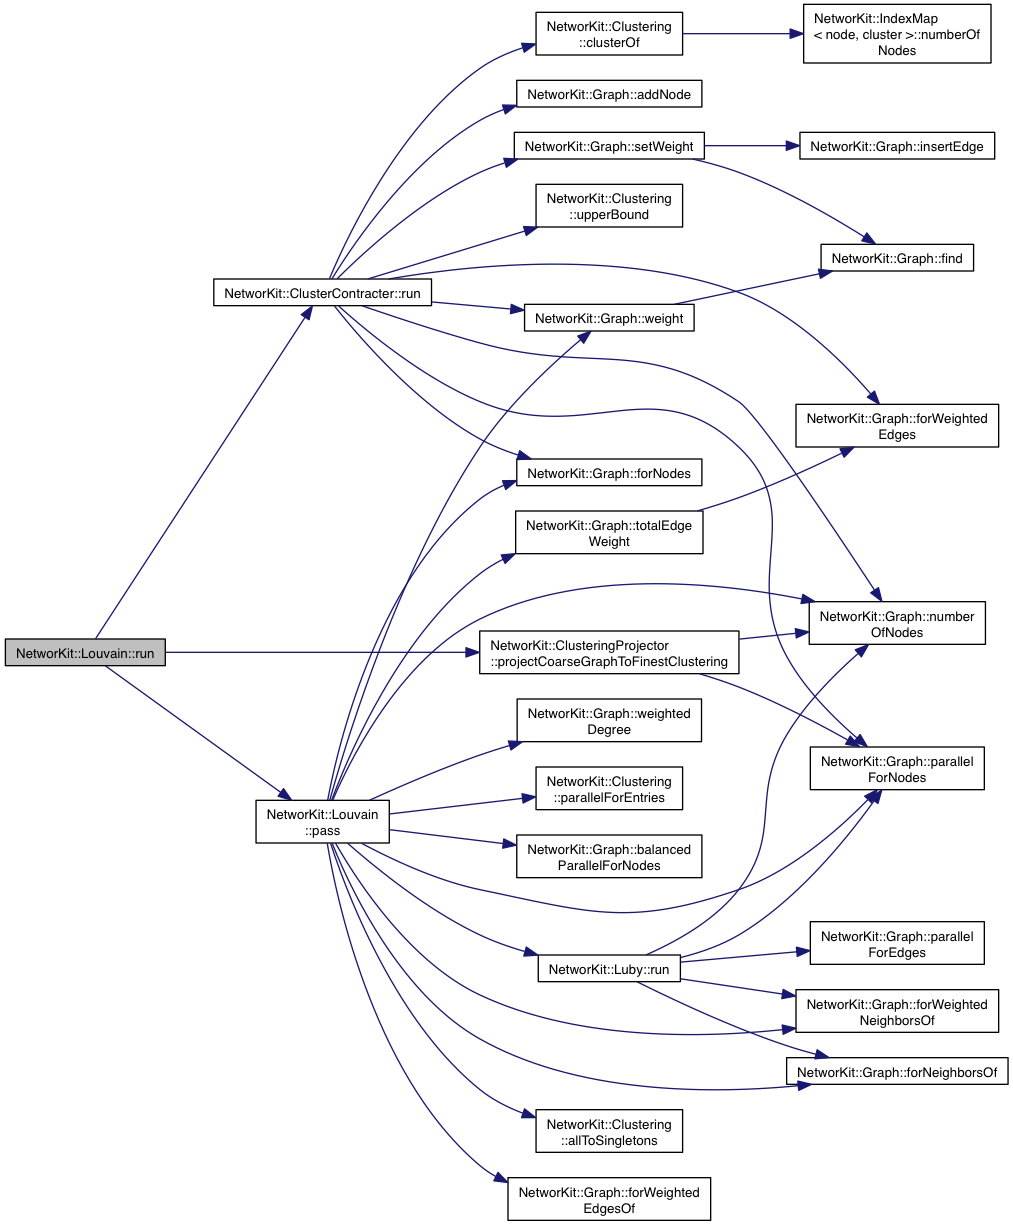 NetworKit::Louvain::run
NetworKit::ClusterContracter::run
NetworKit::Louvain
::pass
NetworKit::Clustering
::clusterOf
NetworKit::Graph::addNode
NetworKit::Graph::setWeight
NetworKit::Clustering
::upperBound
NetworKit::Graph::weight
NetworKit::Graph::forNodes
NetworKit::Graph::totalEdge
Weight
NetworKit::ClusteringProjector
::projectCoarseGraphToFinestClustering
NetworKit::Graph::weighted
Degree
NetworKit::Clustering
::parallelForEntries
NetworKit::Graph::balanced
ParallelForNodes
NetworKit::Luby::run
NetworKit::Clustering
::allToSingletons
NetworKit::Graph::forWeighted
EdgesOf
NetworKit::IndexMap
< node, cluster >::numberOf
Nodes
NetworKit::Graph::insertEdge
NetworKit::Graph::find
NetworKit::Graph::forWeighted
Edges
NetworKit::Graph::number
OfNodes
NetworKit::Graph::parallel
ForNodes
NetworKit::Graph::parallel
ForEdges
NetworKit::Graph::forWeighted
NeighborsOf
NetworKit::Graph::forNeighborsOf